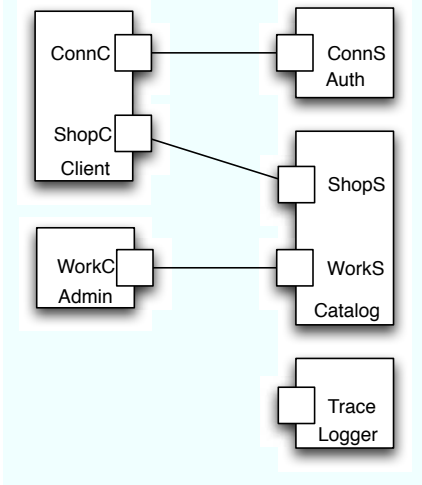 ConnC
ShopC
Client
ConnS
Auth
ShopS
WorkS
Catalog
WorkC
Admin
Trace
Logger